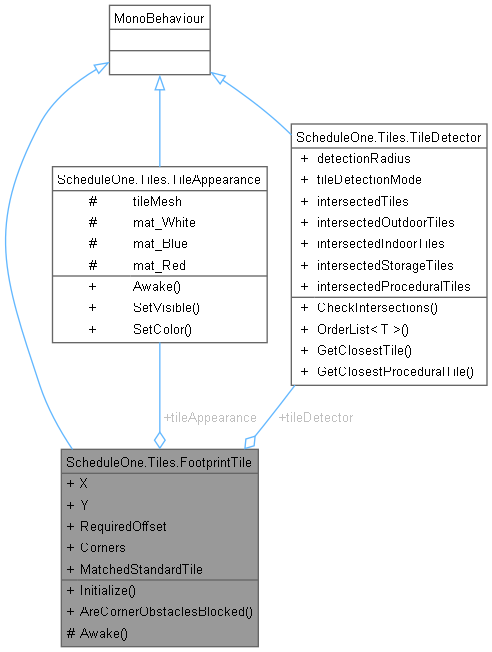 MonoBehaviour
ScheduleOne.Tiles.TileDetector
+ detectionRadius
+ tileDetectionMode
+ intersectedTiles
+ intersectedOutdoorTiles
+ intersectedIndoorTiles
+ intersectedStorageTiles
+ intersectedProceduralTiles
+ CheckIntersections()
+ OrderList< T >()
+ GetClosestTile()
+ GetClosestProceduralTile()
ScheduleOne.Tiles.TileAppearance
# tileMesh
# mat_White
# mat_Blue
# mat_Red
+ Awake()
+ SetVisible()
+ SetColor()
+tileAppearance
+tileDetector
ScheduleOne.Tiles.FootprintTile
+ X
+ Y
+ RequiredOffset
+ Corners
+ MatchedStandardTile
+ Initialize()
+ AreCornerObstaclesBlocked()
# Awake()